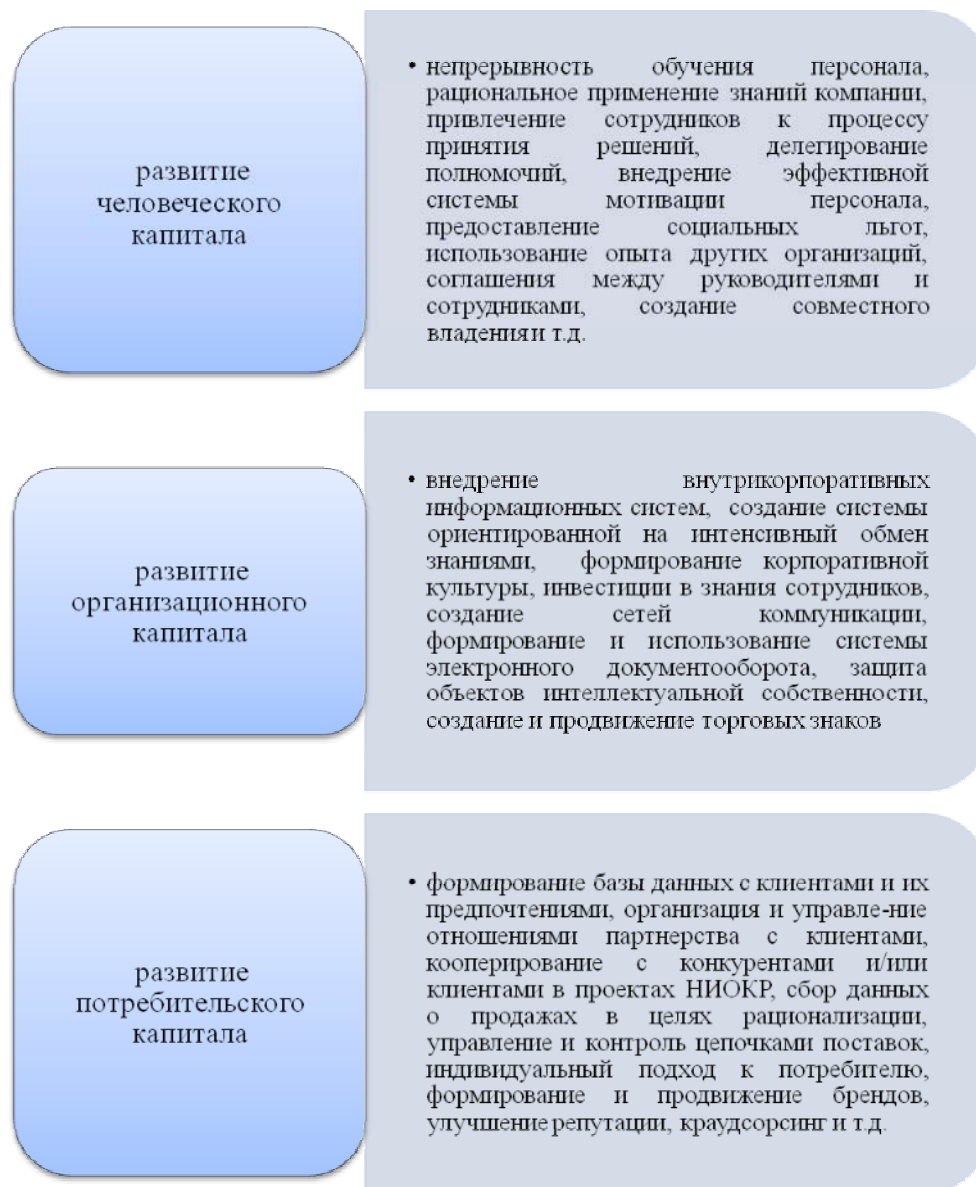 развитие
человеческого
капитала
• непрерывность обучения персонала,
рациональное применение знаний компании,
привлечение сотрудников к процессу
принятия решений, делегирование
полномочий, внедрение эффективной
системы мотивации персонала,
предоставление социальных льгот,
использование опыта других организаций,
соглашения между руководителями и
сотрудниками, создание совместного
владения и т.д.
развитие
организационного
капитала
• внедрение внутрикорпоративных
информационных систем, создание системы
ориентированной на интенсивный обмен
знаниями, формирование корпоративной
культуры, инвестиции в знания сотрудников,
создание сетей коммуникации,
формирование и использование системы
электронного документооборота, защита
объектов интеллектуальной собственности,
создание и продвижение торговых знаков
развитие
потребительского
капитала
• формирование базы данных с клиентами и их
предпочтениями, организация и управле-ние
отношениями партнерства с клиентами,
кооперирование с конкурентами и/или
клиентами в проектах НИОКР, сбор данных
о продажах в целях рационализации,
управление и контроль цепочками поставок,
индивидуальный подход к потребителю,
формирование и продвижение брендов,
улучшение репутации, краудсорсинг и т.д.